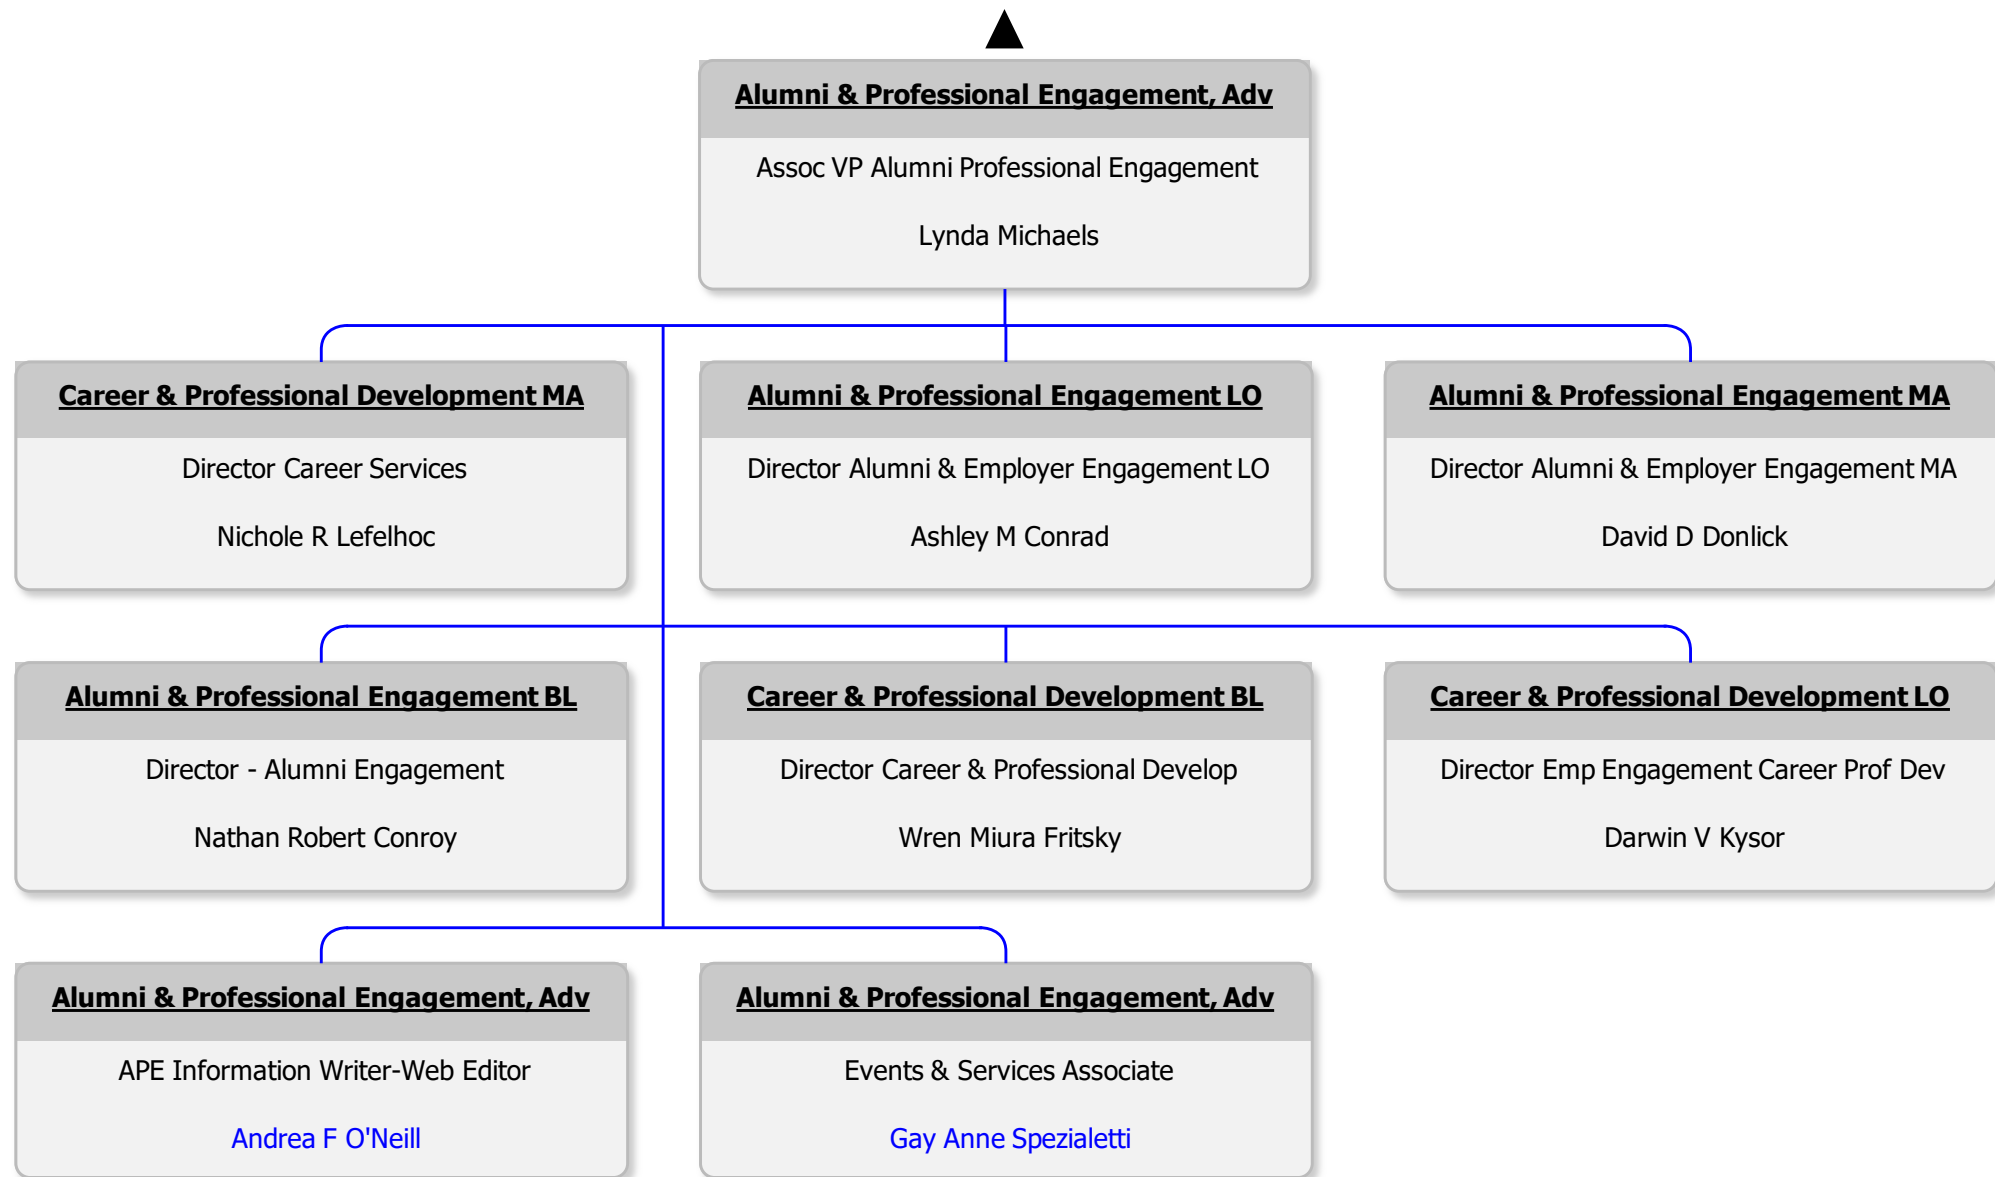 Alumni & Professional Engagement, Adv
Assoc VP Alumni Professional Engagement
Lynda Michaels
Career & Professional Development MA
Director Career Services
Nichole R Lefelhoc
Alumni & Professional Engagement LO
Director Alumni & Employer Engagement LO
Ashley M Conrad
Alumni & Professional Engagement MA
Director Alumni & Employer Engagement MA
David D Donlick
Alumni & Professional Engagement BL
Director - Alumni Engagement
Nathan Robert Conroy
Career & Professional Development BL
Director Career & Professional Develop
Wren Miura Fritsky
Career & Professional Development LO
Director Emp Engagement Career Prof Dev
Darwin V Kysor
Alumni & Professional Engagement, Adv
APE Information Writer-Web Editor
Andrea F O'Neill
Alumni & Professional Engagement, Adv
Events & Services Associate
Gay Anne Spezialetti